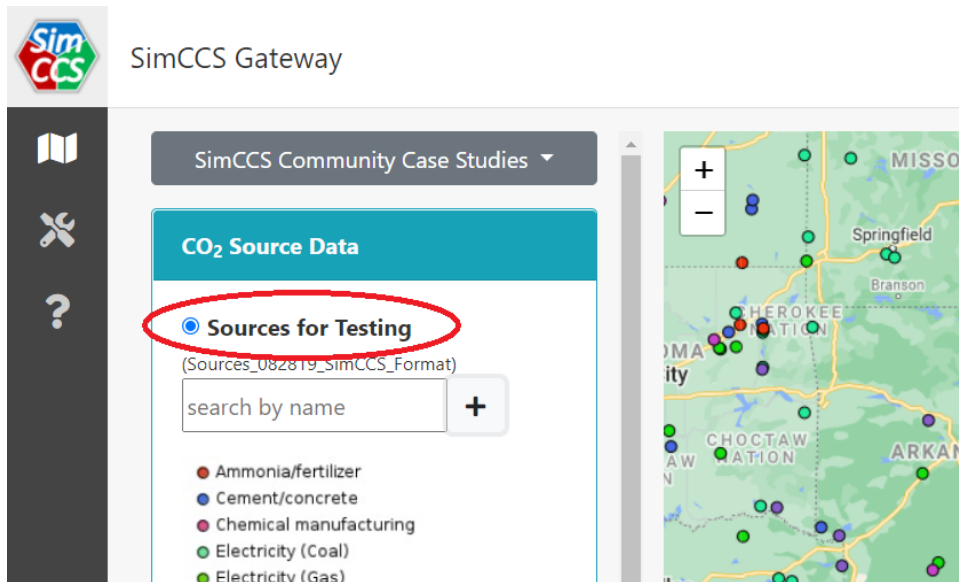 Sim
CCS
SimCCS Gateway
SimCCS Community Case Studies
CO₂ Source Data
Sources for Testing
(Sources_082819_SimCCS_Format)
search by name
+
Ammonia/fertilizer
Cement/concrete
Chemical manufacturing
Electricity (Coal)
Electricity (Gas)
?
+
−
MISSO
Springfield
Branson
CHEROKEE
NATION
OMA
ity
CHOCTAW
NATION
AW
N
ARKAN